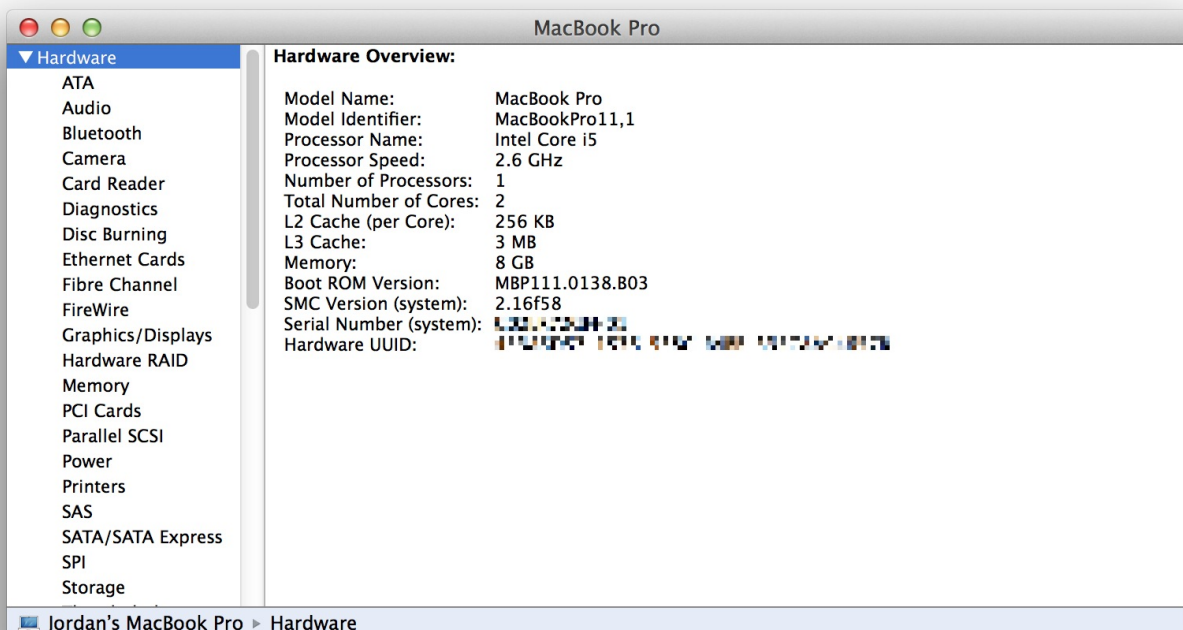 MacBook Pro
Hardware
ATA
Audio
Bluetooth
Camera
Card Reader
Diagnostics
Disc Burning
Ethernet Cards
Fibre Channel
FireWire
Graphics/Displays
Hardware RAID
Memory
PCI Cards
Parallel SCSI
Power
Printers
SAS
SATA/SATA Express
SPI
Storage
Hardware Overview:
Model Name: MacBook Pro
Model Identifier: MacBookPro11,1
Processor Name: Intel Core i5
Processor Speed: 2.6 GHz
Number of Processors: 1
Total Number of Cores: 2
L2 Cache (per Core): 256 KB
L3 Cache: 3 MB
Memory: 8 GB
Boot ROM Version: MBP111.0138.B03
SMC Version (system): 2.16f58
Serial Number (system):
Hardware UUID:
Jordan's MacBook Pro ▸ Hardware